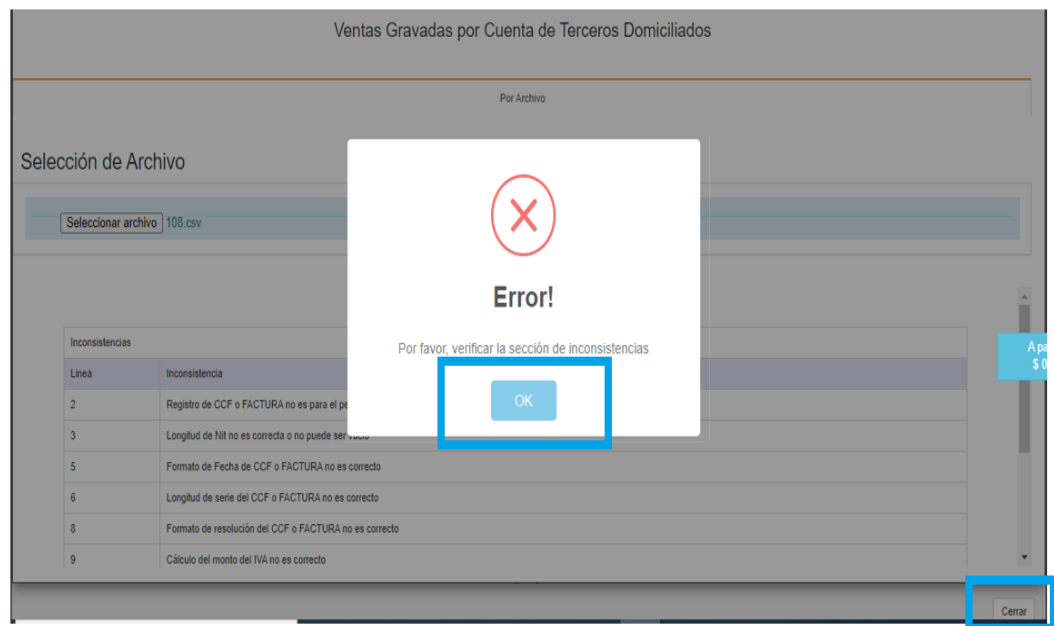 Ventas Gravadas por Cuenta de Terceros Domiciliados
Por Archivo
Selección de Archivo
Seleccionar archivo 108.csv
Error!
Por favor, verificar la sección de inconsistencias
OK
Inconsistencias
Linea Inconsistencia
2 Registro de CCF o FACTURA no es para el
3 Longitud de Nit no es correcta o no puede ser vacio
5 Formato de Fecha de CCF o FACTURA no es correcto
6 Longitud de serie del CCF o FACTURA no es correcto
8 Formato de resolución del CCF o FACTURA no es correcto
9 Cálculo del monto del IVA no es correcto
A pa
$ 0
Cerrar